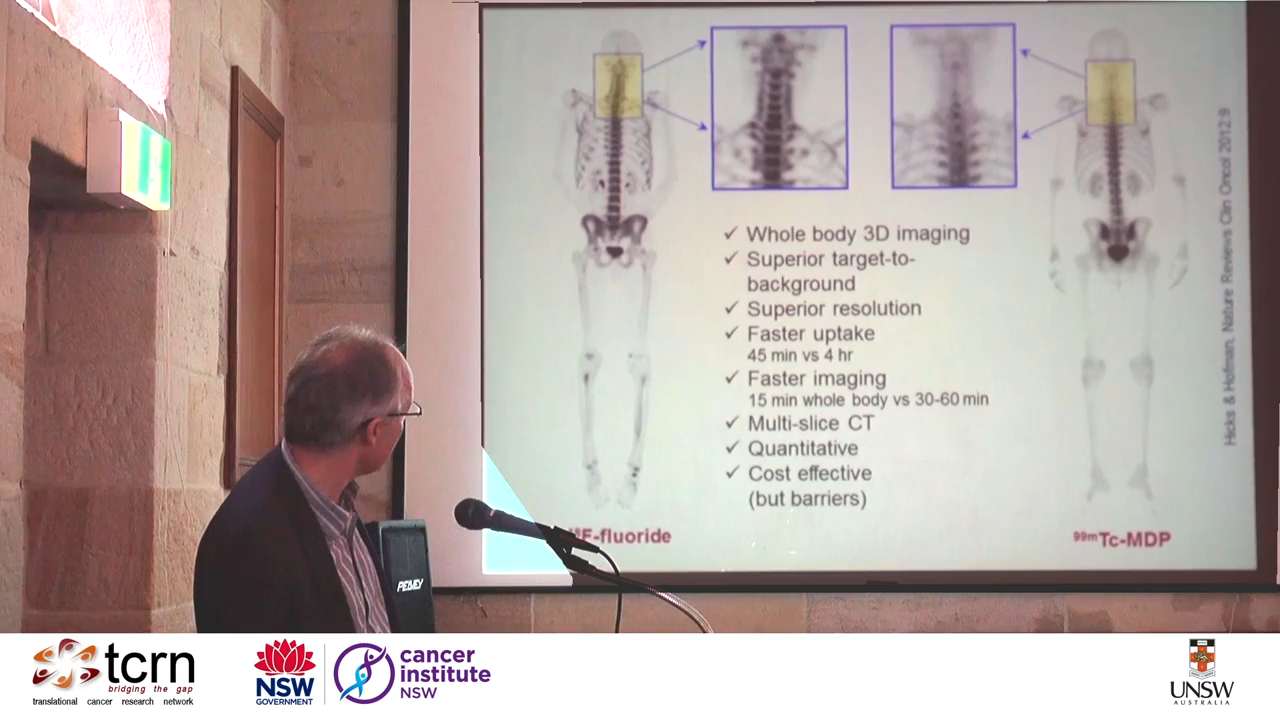 ✓ Whole body 3D imaging
✓ Superior target-to-
background
✓ Superior resolution
✓ Faster uptake
45 min vs 4 hr
✓ Faster imaging
15 min whole body vs 30-60 min
✓ Multi-slice CT
✓ Quantitative
✓ Cost effective
(but barriers)
18F-fluoride
99mTc-MDP
Hicks & Hofman, Nature Reviews Clin Oncol 2012:9
PEAVEY
tcrn
bridging the gap
translational cancer research network
NSW
GOVERNMENT
cancer
institute
NSW
UNSW
AUSTRALIA